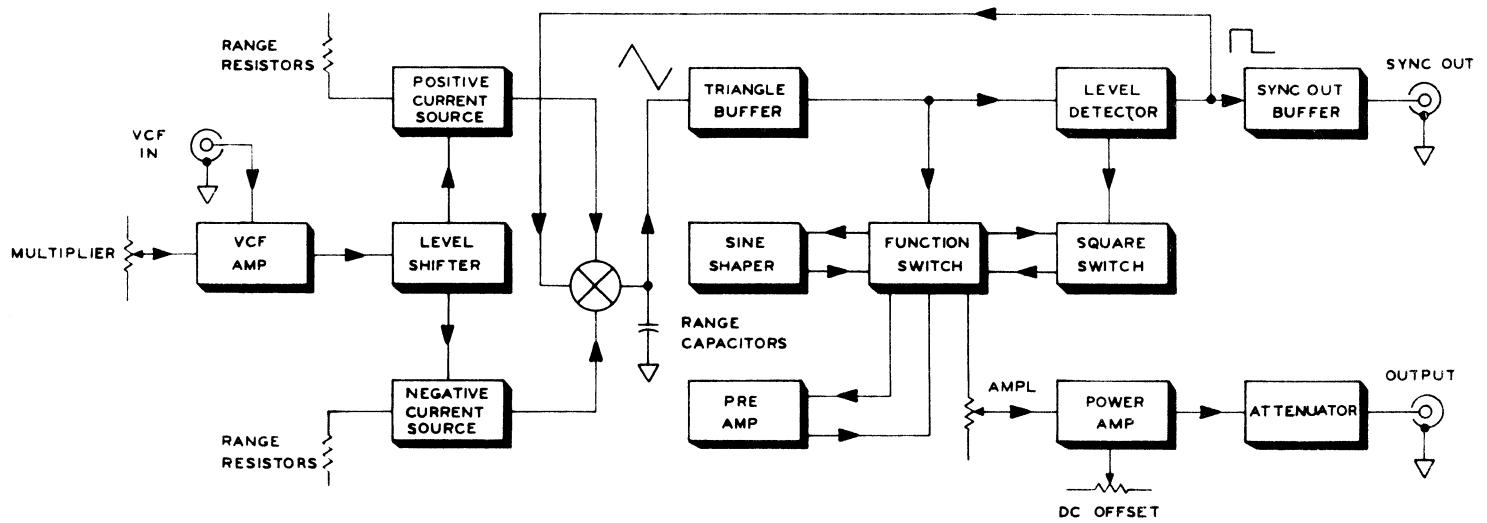 RANGE
RESISTORS
POSITIVE
CURRENT
SOURCE
TRIANGLE
BUFFER
LEVEL
DETECTOR
SYNC OUT
BUFFER
SYNC OUT
VCF
IN
MULTIPLIER
VCF
AMP
LEVEL
SHIFTER
SINE
SHAPER
FUNCTION
SWITCH
SQUARE
SWITCH
RANGE
CAPACITORS
NEGATIVE
CURRENT
SOURCE
RANGE
RESISTORS
PRE
AMP
AMPL
POWER
AMP
ATTENUATOR
OUTPUT
DC OFFSET